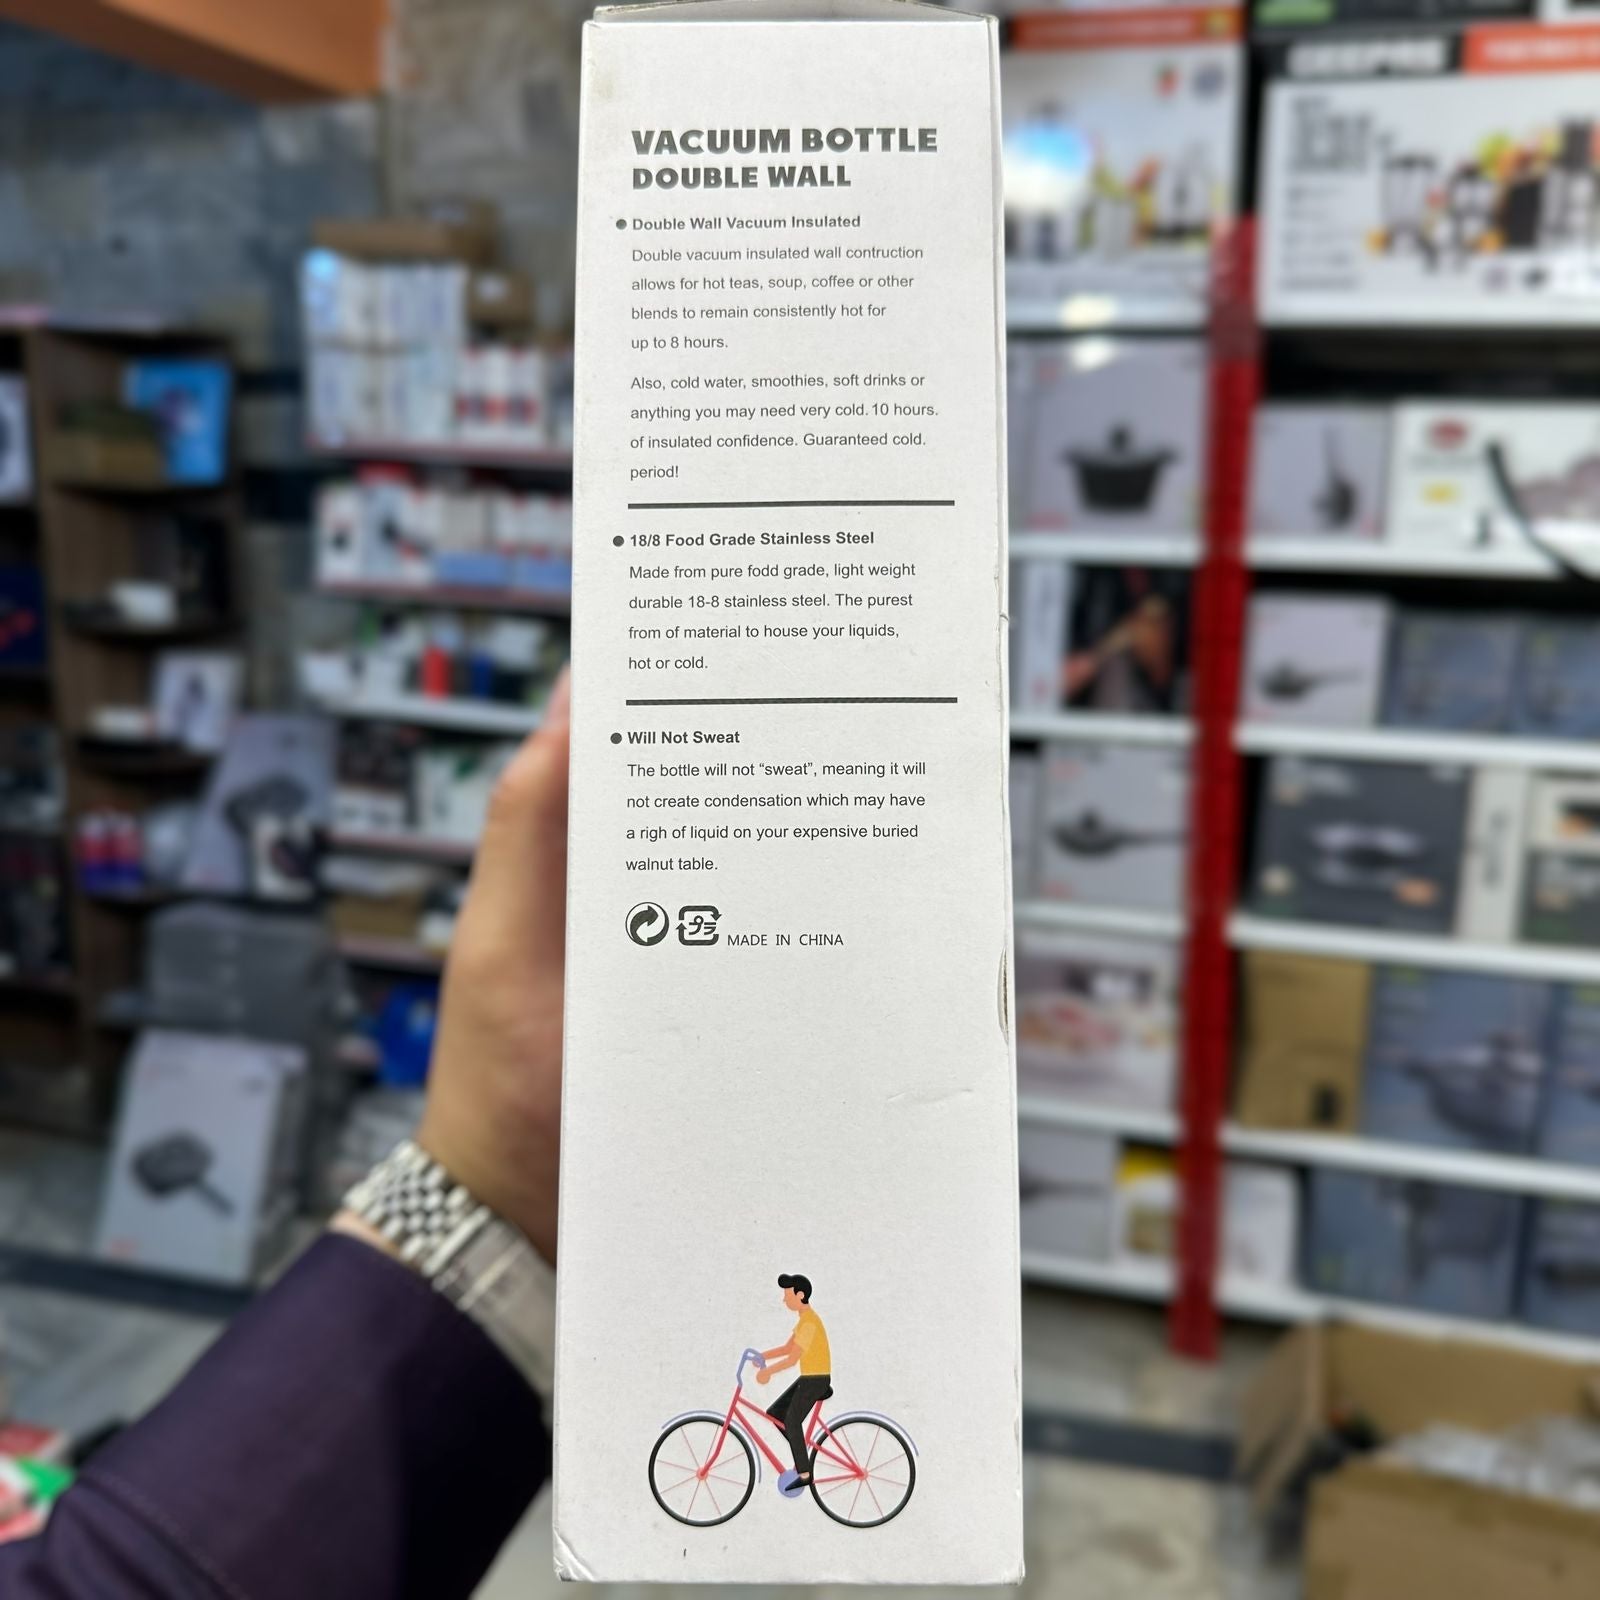 VACUUM BOTTLE
DOUBLE WALL
● Double Wall Vacuum Insulated
Double vacuum insulated wall contruction
allows for hot teas, soup, coffee or other
blends to remain consistently hot for
up to 8 hours.
Also, cold water, smoothies, soft drinks or
anything you may need very cold. 10 hours.
of insulated confidence. Guaranteed cold.
period!
● 18/8 Food Grade Stainless Steel
Made from pure fodd grade, light weight
durable 18-8 stainless steel. The purest
from of material to house your liquids,
hot or cold.
● Will Not Sweat
The bottle will not “sweat”, meaning it will
not create condensation which may have
a righ of liquid on your expensive buried
walnut table.
プラ MADE IN CHINA
GEEPAS